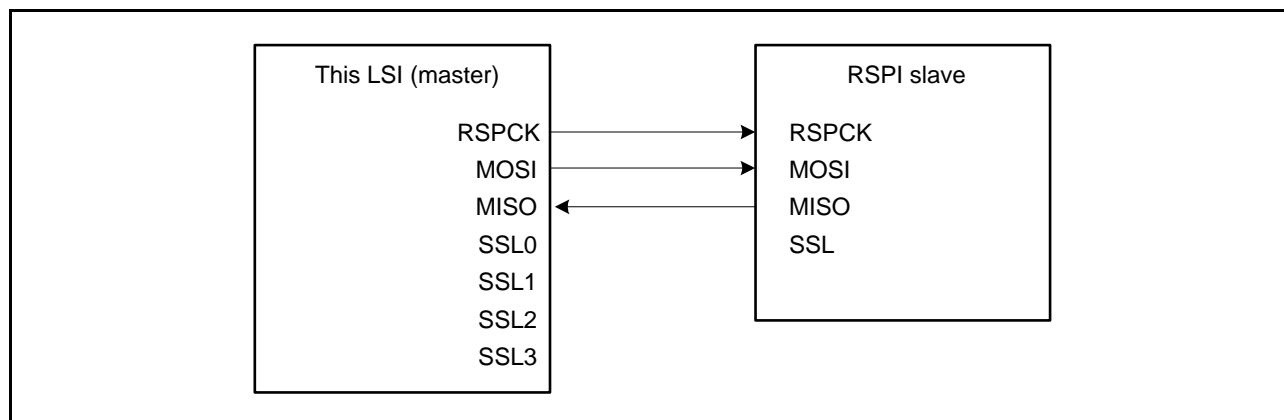 This LSI (master)
RSPCK
MOSI
MISO
SSL0
SSL1
SSL2
SSL3
RSPI slave
RSPCK
MOSI
MISO
SSL